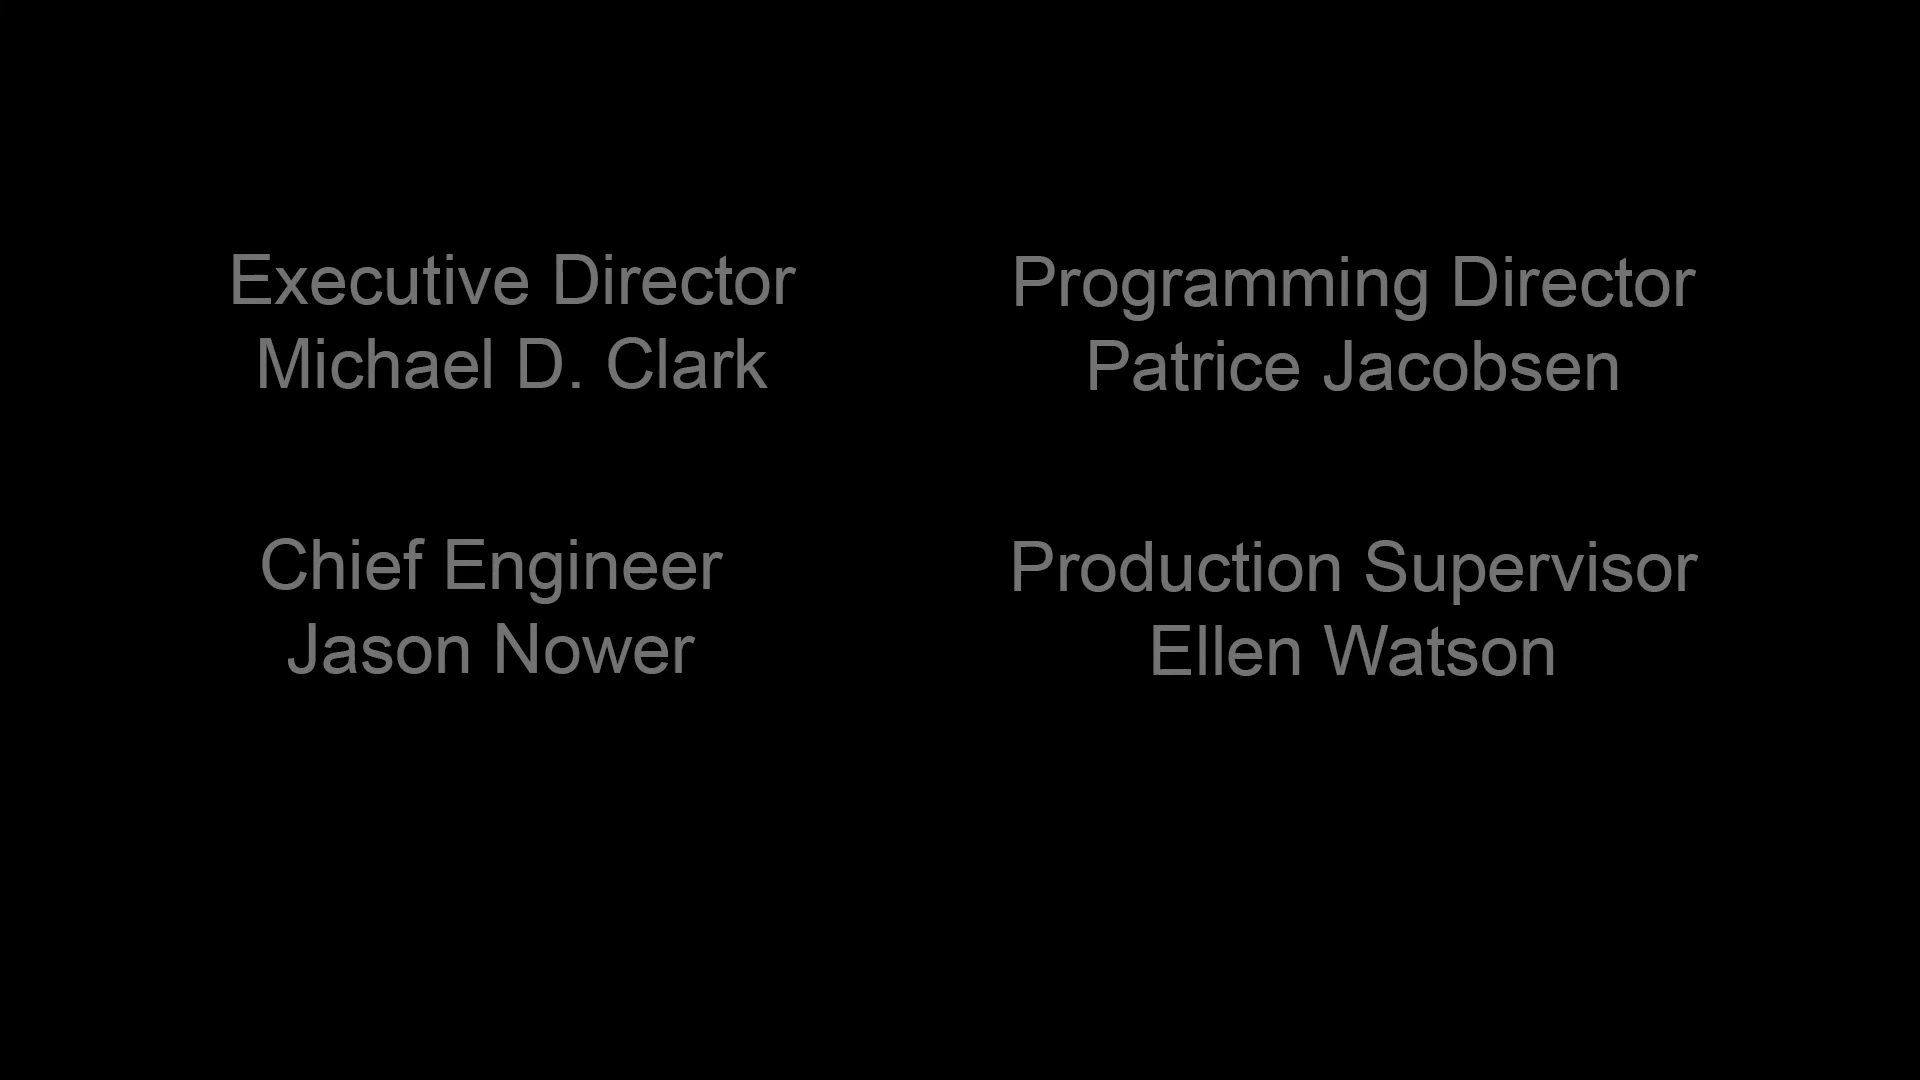 Executive Director
Michael D. Clark
Programming Director
Patrice Jacobsen
Chief Engineer
Jason Nower
Production Supervisor
Ellen Watson